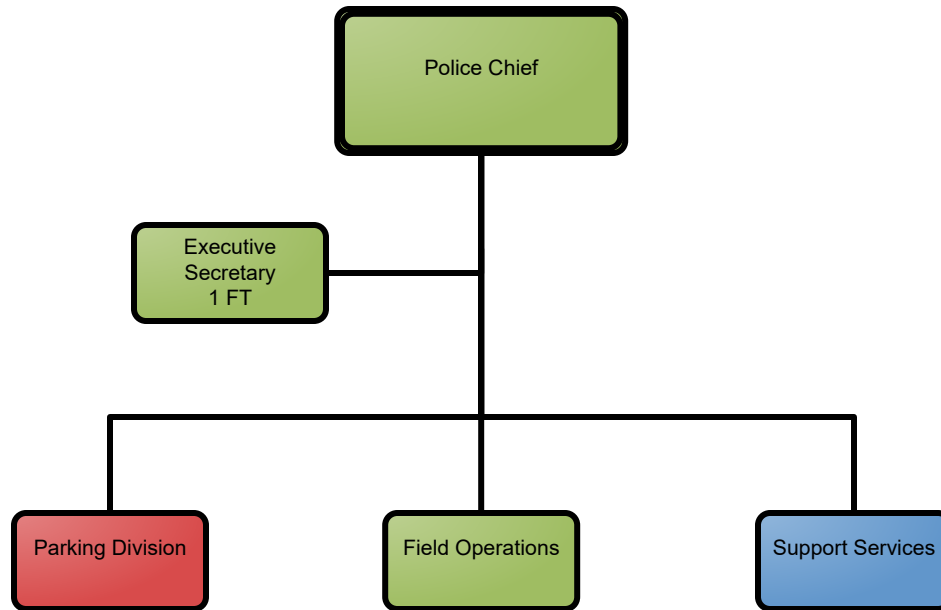 Police Chief
Executive
Secretary
1 FT
Parking Division
Field Operations
Support Services